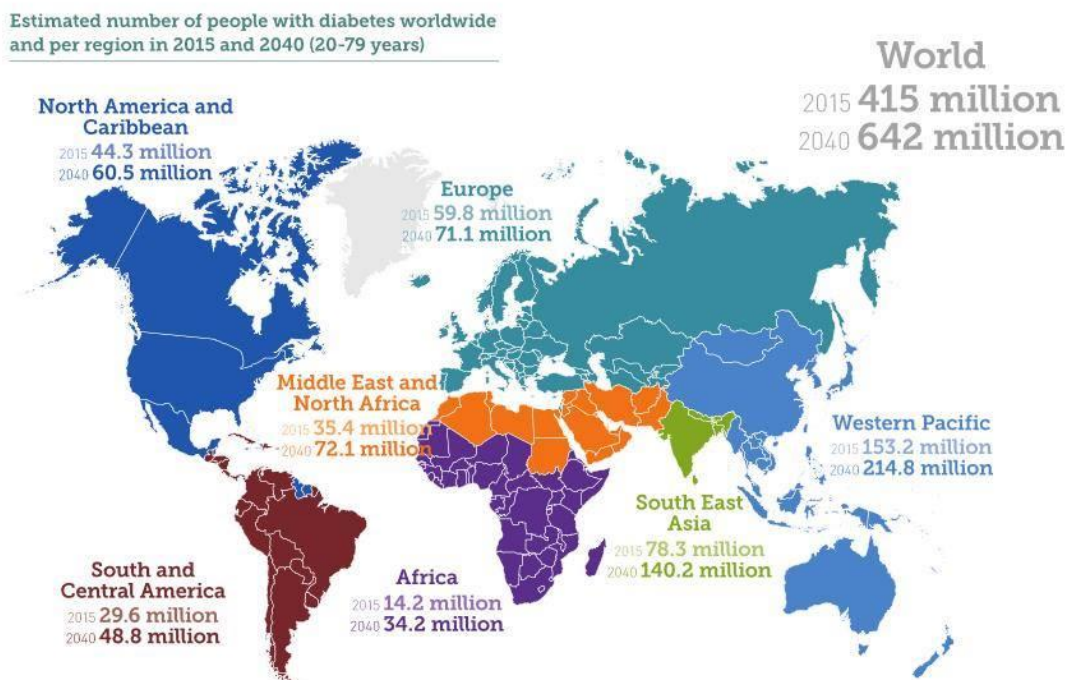 Estimated number of people with diabetes worldwide
and per region in 2015 and 2040 (20-79 years)
World
2015 415 million
2040 642 million
North America and
Caribbean
2015 44.3 million
2040 60.5 million
Europe
2015 59.8 million
2040 71.1 million
Middle East and
North Africa
2015 35.4 million
2040 72.1 million
Western Pacific
2015 153.2 million
2040 214.8 million
South East
Asia
2015 78.3 million
2040 140.2 million
South and
Central America
2015 29.6 million
2040 48.8 million
Africa
2015 14.2 million
2040 34.2 million